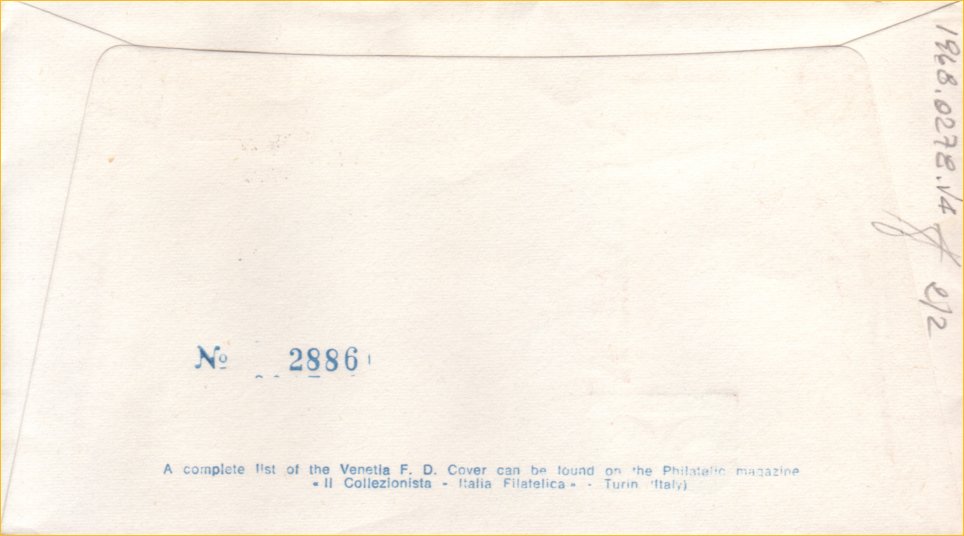 1968.0278.V4
2/2
Nº 2886
A complete list of the Venetia F. D. Cover can be found on the Philatelic magazine
« Il Collezionista - Italia Filatelica » - Turin (Italy)